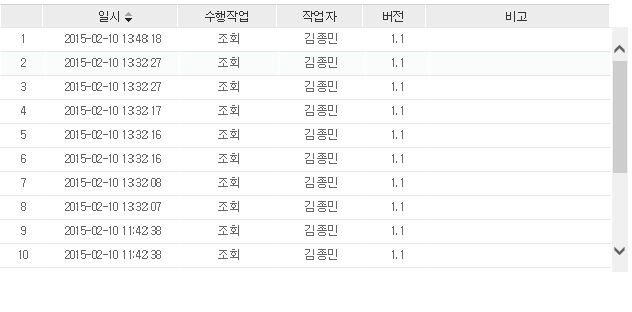 일시 수행작업 작업자 버전 비고
1 2015-02-10 13:48:18 조회 김종민 1.1
2 2015-02-10 13:32:27 조회 김종민 1.1
3 2015-02-10 13:32:27 조회 김종민 1.1
4 2015-02-10 13:32:17 조회 김종민 1.1
5 2015-02-10 13:32:16 조회 김종민 1.1
6 2015-02-10 13:32:16 조회 김종민 1.1
7 2015-02-10 13:32:08 조회 김종민 1.1
8 2015-02-10 13:32:07 조회 김종민 1.1
9 2015-02-10 11:42:38 조회 김종민 1.1
10 2015-02-10 11:42:38 조회 김종민 1.1